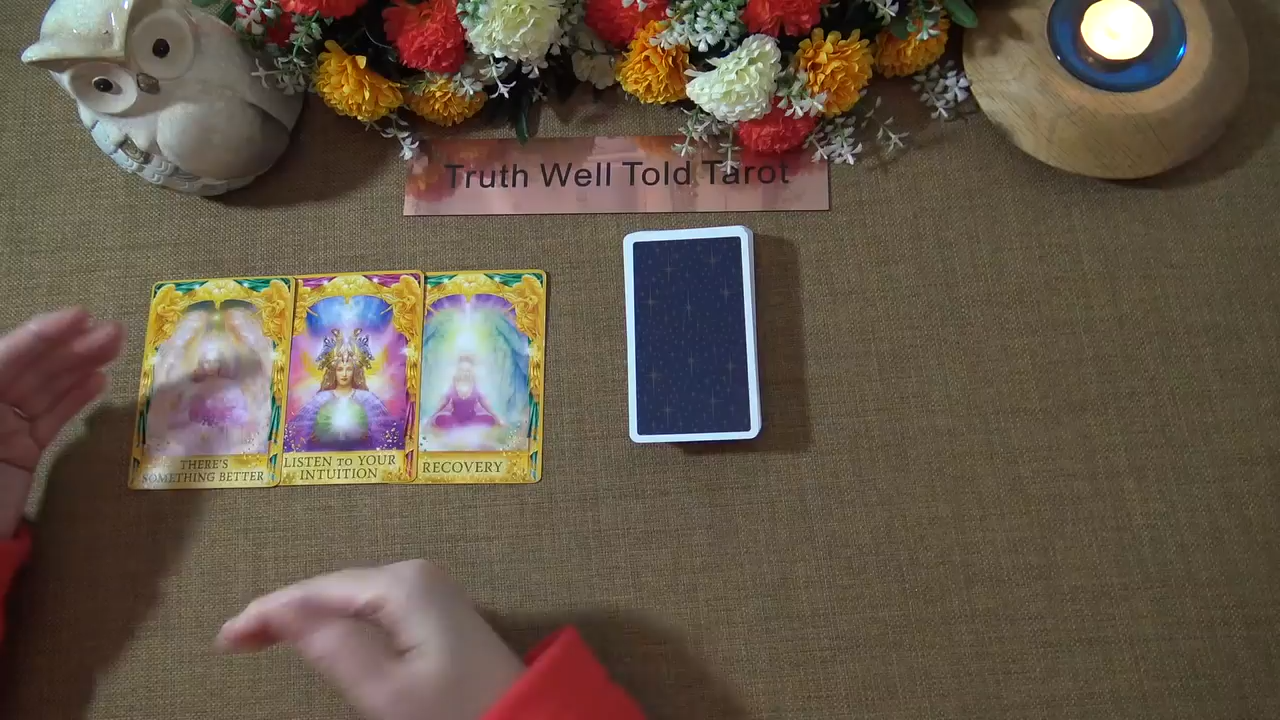 Truth Well Told Tarot
THERE'S
SOMETHING BETTER
LISTEN TO YOUR
INTUITION
RECOVERY